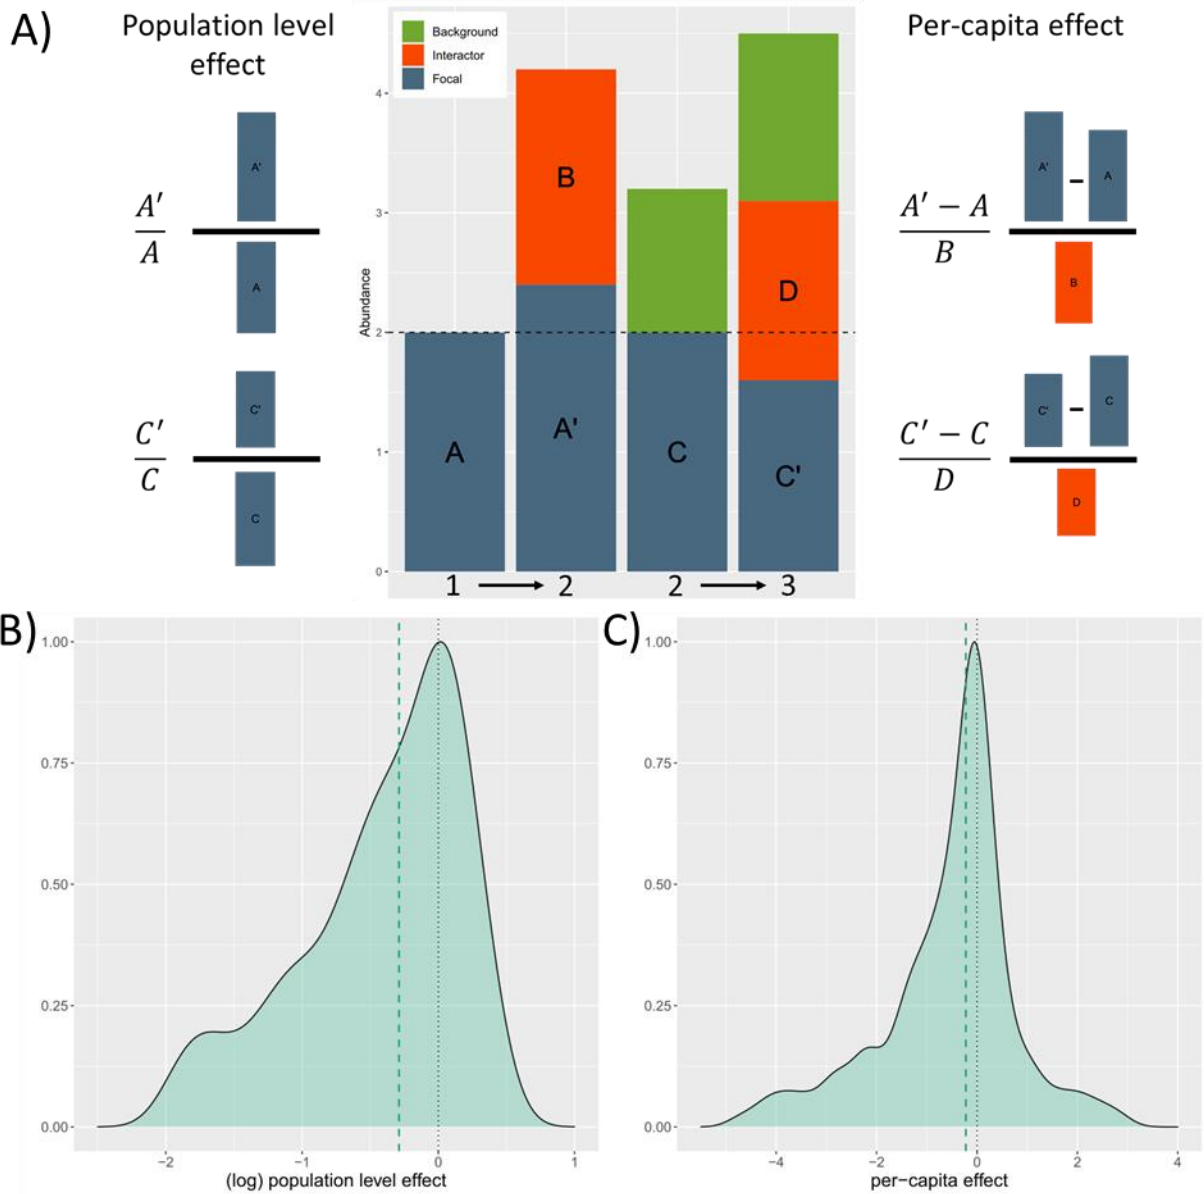 A)
Population level
effect
A'
A'
A
A
C'
C'
C
C
Background
Interactor
Focal
Abundance
4
3
2
1
0
A
B
A'
C
D
C'
1 → 2
2 → 3
Per-capita effect
A' − A
B
A' − A
B
C' − C
D
C' − C
D
B)
1.00
0.75
0.50
0.25
0.00
−2 −1 0 1
(log) population level effect
C)
1.00
0.75
0.50
0.25
0.00
−4 −2 0 2 4
per−capita effect